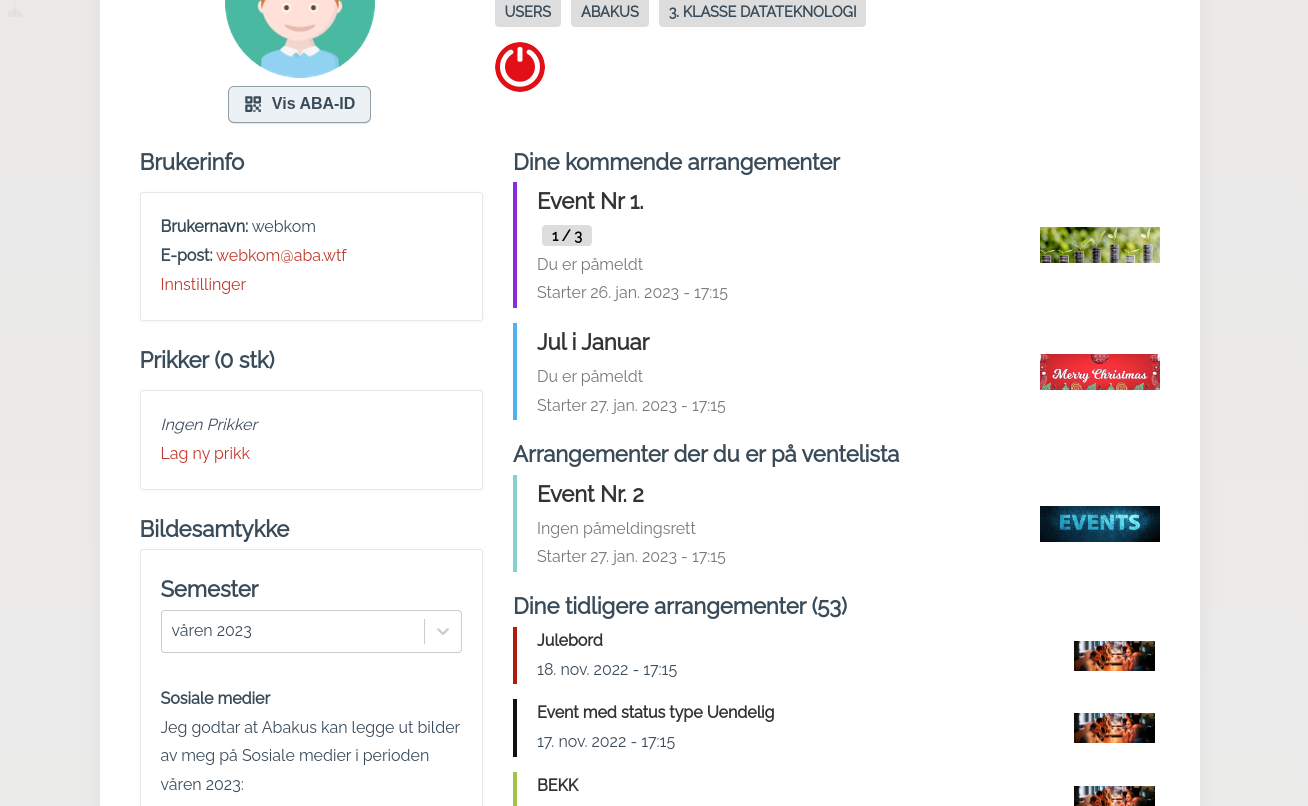 USERS ABAKUS 3. KLASSE DATATEKNOLOGI
Vis ABA-ID
Brukerinfo
Brukernavn: webkom
E-post: webkom@aba.wtf
Innstillinger
Prikker (0 stk)
Ingen Prikker
Lag ny prikk
Bildesamtykke
Semester
våren 2023
Sosiale medier
Jeg godtar at Abakus kan legge ut bilder
av meg på Sosiale medier i perioden
våren 2023:
Dine kommende arrangementer
Event Nr 1.
1 / 3
Du er påmeldt
Starter 26. jan. 2023 - 17:15
Jul i Januar
Du er påmeldt
Starter 27. jan. 2023 - 17:15
Merry Christmas
Arrangementer der du er på ventelista
Event Nr. 2
Ingen påmeldingsrett
Starter 27. jan. 2023 - 17:15
EVENTS
Dine tidligere arrangementer (53)
Julebord
18. nov. 2022 - 17:15
Event med status type Uendelig
17. nov. 2022 - 17:15
BEKK